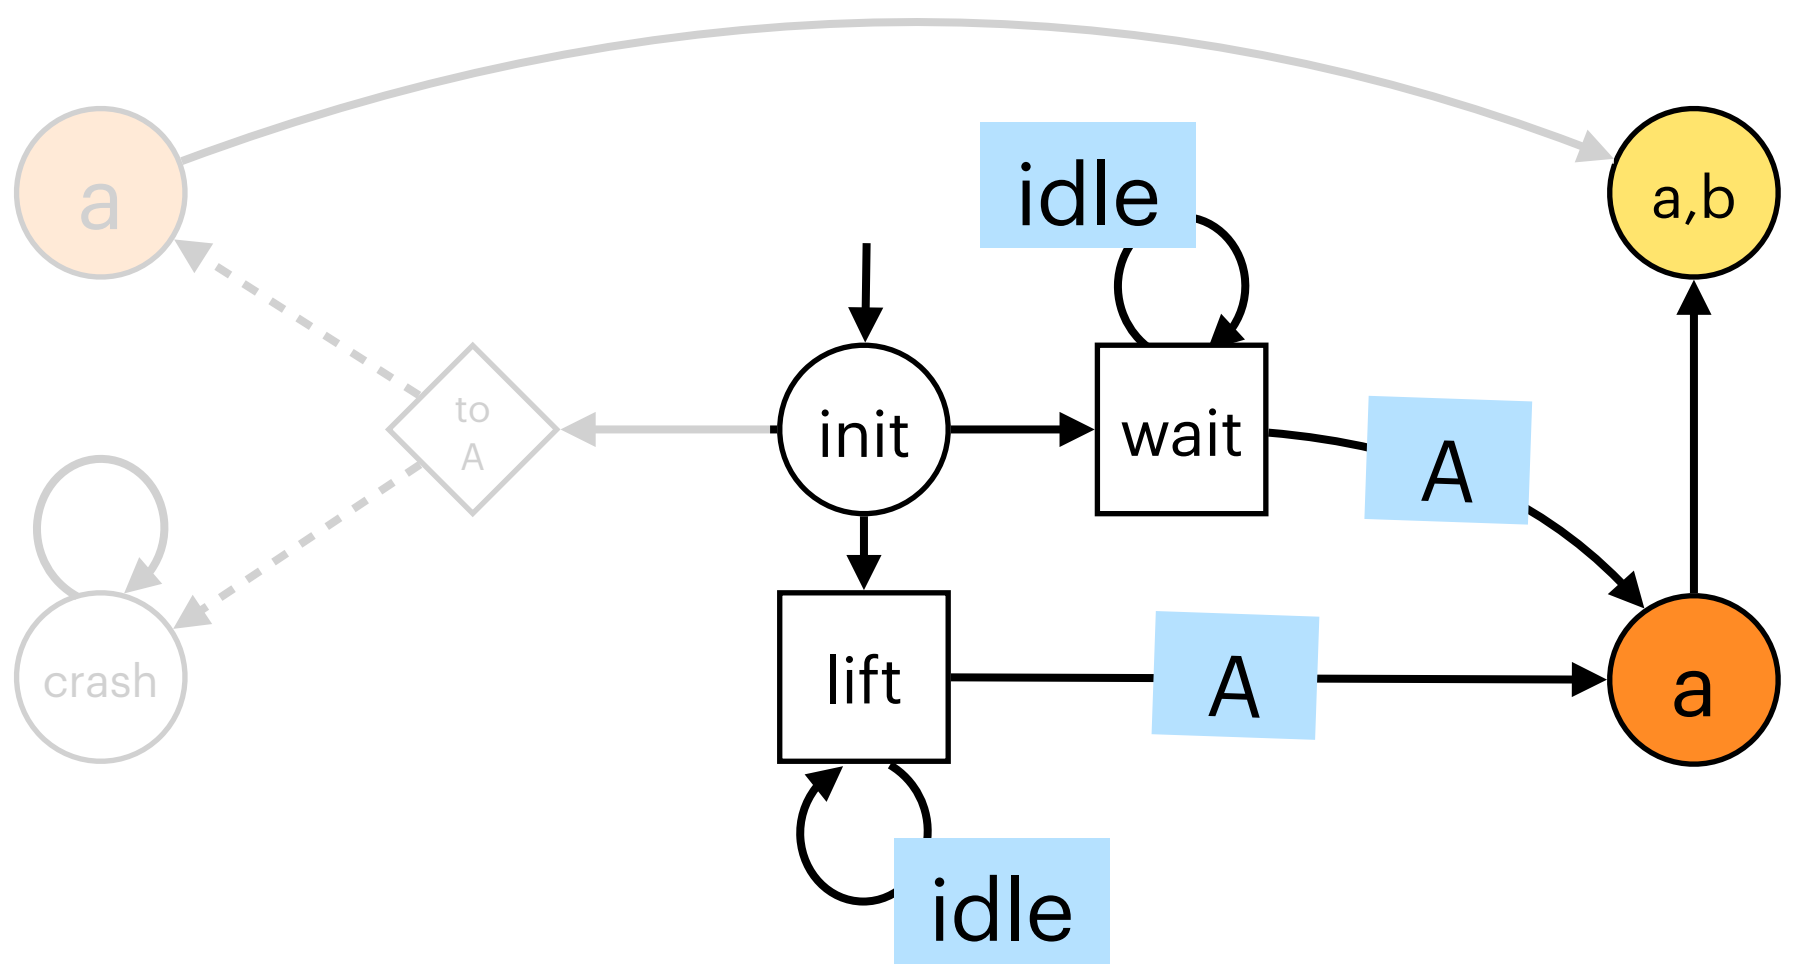 idle
a
a,b
to
A
init
wait
A
crash
lift
A
a
idle